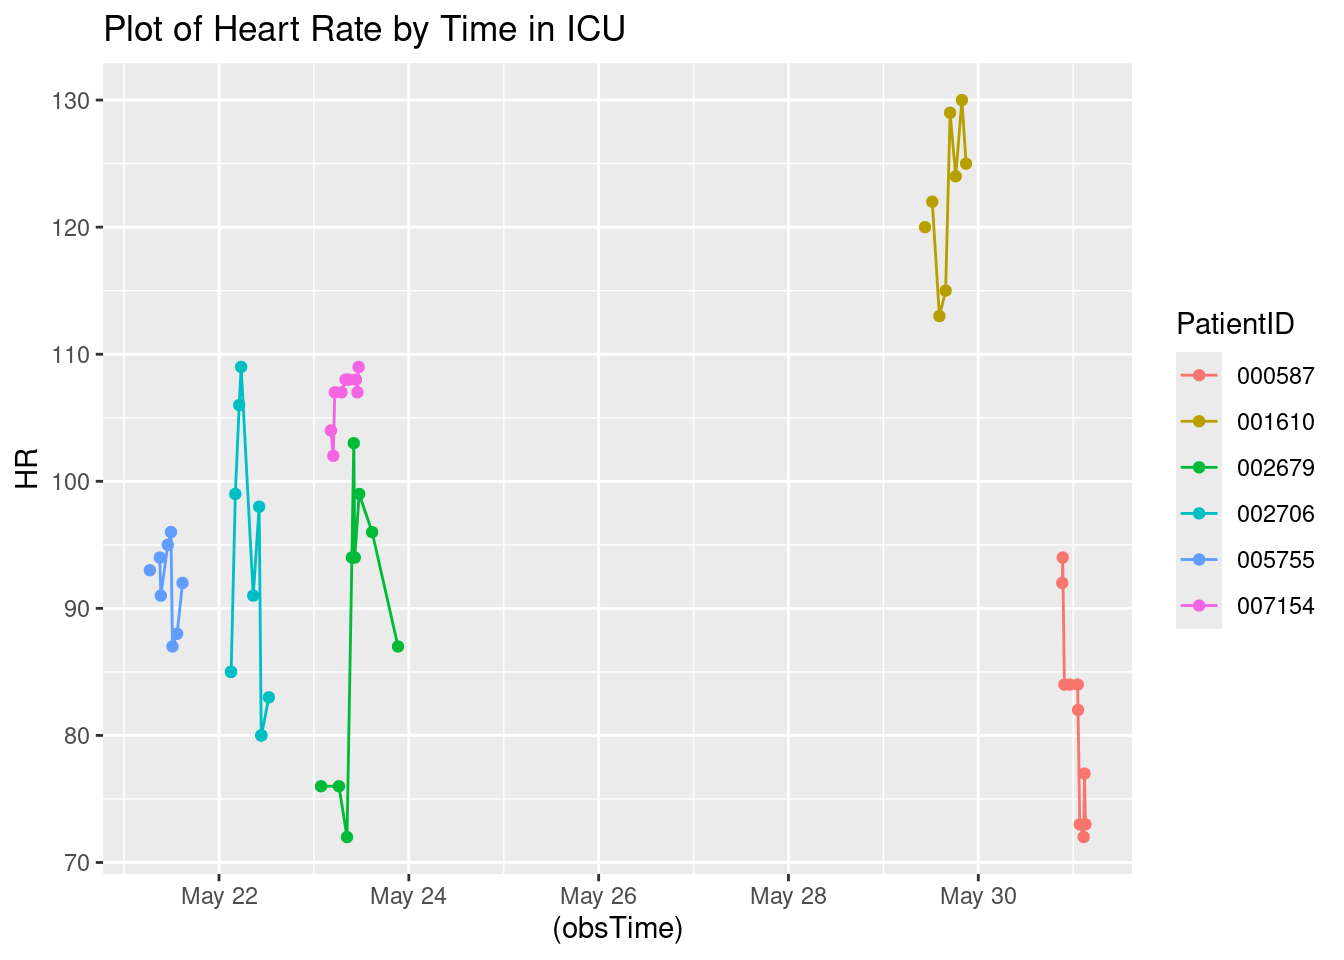 Plot of Heart Rate by Time in ICU
130
120
110
100
90
80
70
HR
May 22
May 24
May 26
May 28
May 30
(obsTime)
PatientID
000587
001610
002679
002706
005755
007154